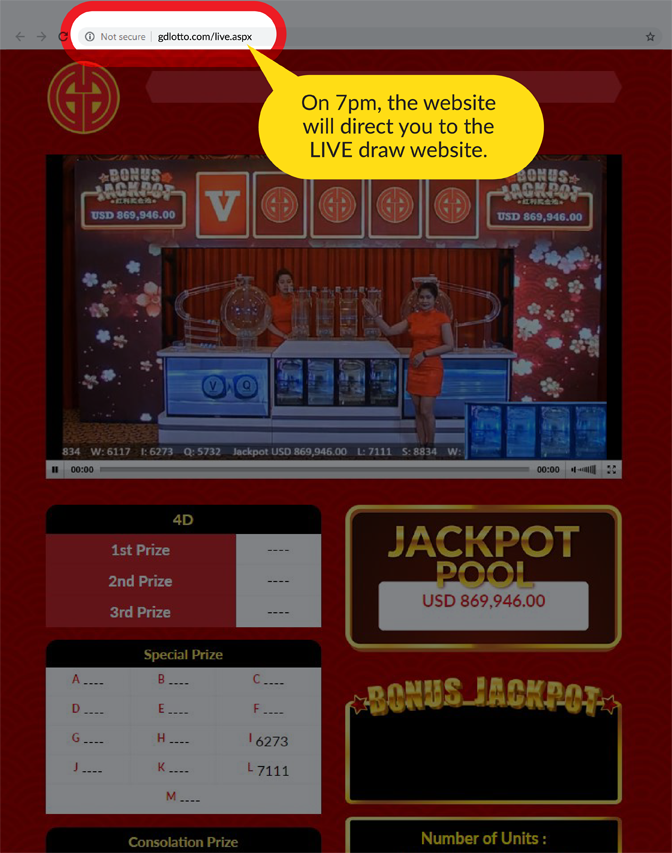 Not secure | gdlotto.com/live.aspx
On 7pm, the website
will direct you to the
LIVE draw website.
BONUS
JACKPOT
USD 869,946.00
V
BONUS
JACKPOT
USD 869,946.00
V Q
834 W: 6117 I: 6273 Q: 5732 Jackpot USD 869,946.00 L: 7111 S: 8834 W:
00:00 00:00
4D
1st Prize ----
2nd Prize ----
3rd Prize ----
JACKPOT
POOL
USD 869,946.00
Special Prize
A ---- B ---- C ----
D ---- E ---- F ----
G ---- H ---- I 6273
J ---- K ---- L 7111
M ----
BONUS JACKPOT
Consolation Prize
Number of Units :